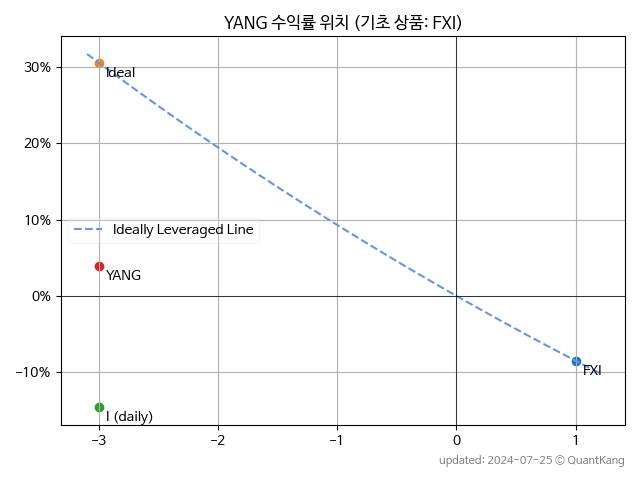 YANG 수익률 위치 (기초 상품: FXI)
30%
Ideal
20%
10%
Ideally Leveraged Line
YANG
0%
FXI
−10%
I (daily)
−3
−2
−1
0
1
updated: 2024-07-25 © QuantKang